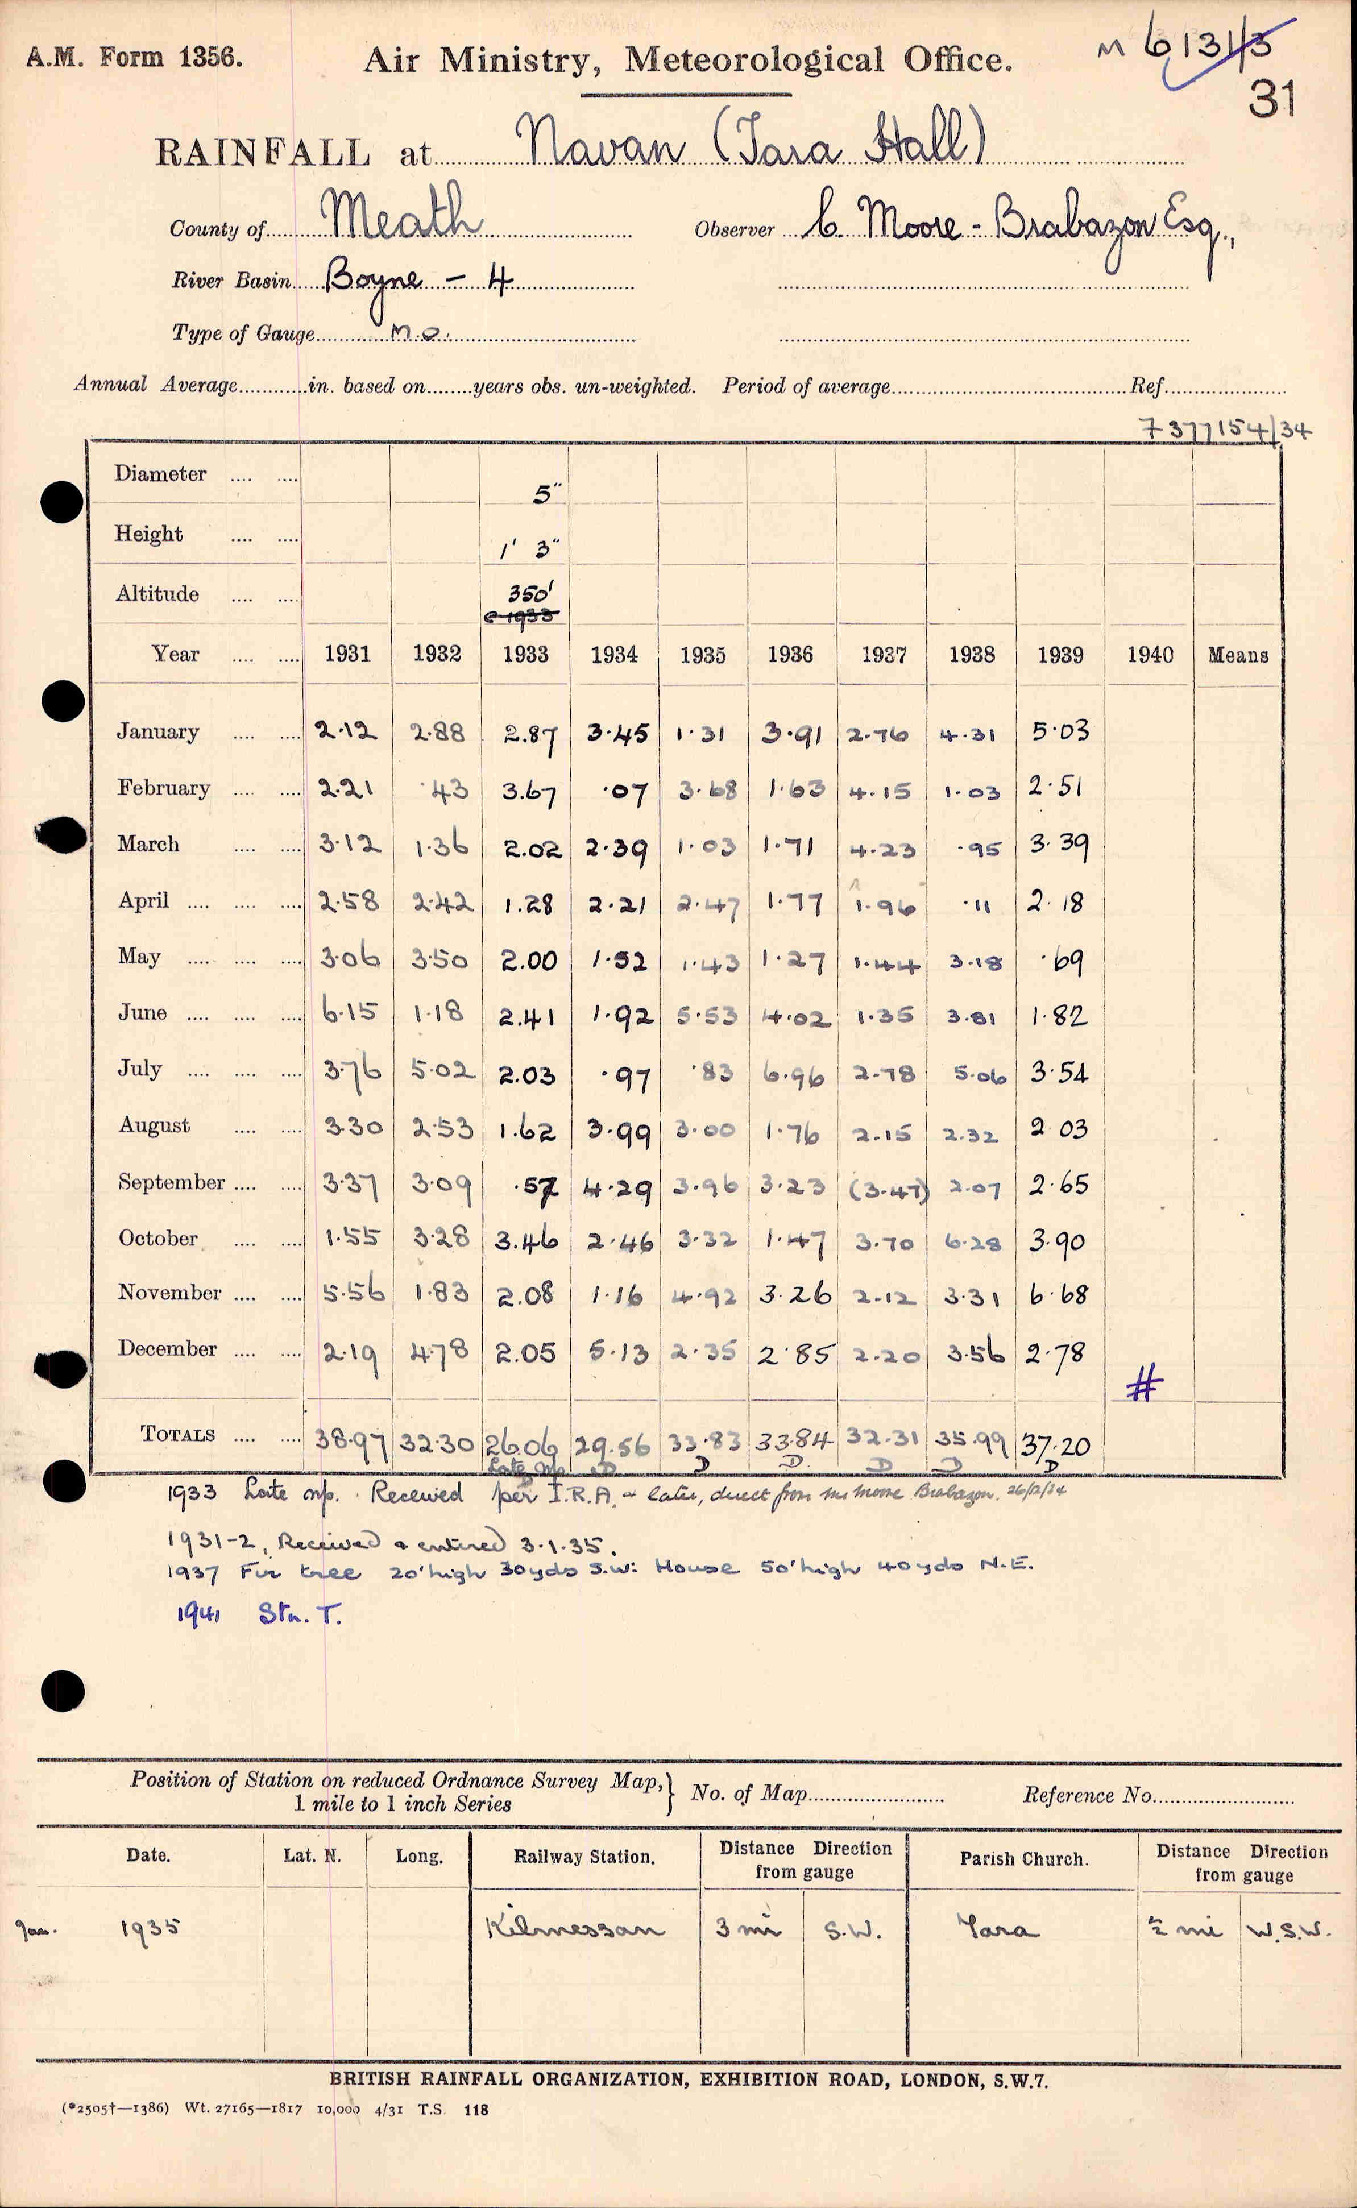 A.M. Form 1356.
Air Ministry, Meteorological Office.
M 6131/3
31
RAINFALL at Navan (Tara Hall)
County of Meath Observer C. Moore-Brabazon Esq.,
River Basin Boyne - 4
Type of Gauge M.O.
Annual Average............in. based on........years obs. un-weighted. Period of average............Ref............
7377154/34
Diameter .... .... 5"
Height .... .... 1' 3"
Altitude .... .... 350'
c 1933
Year .... .... 1931 1932 1933 1934 1935 1936 1937 1938 1939 1940 Means
January .... .... 2.12 2.88 2.87 3.45 1.31 3.91 2.76 4.31 5.03
February .... .... 2.21 .43 3.67 .07 3.68 1.63 4.15 1.03 2.51
March .... .... 3.12 1.36 2.02 2.39 1.03 1.71 4.23 .95 3.39
April .... .... .... 2.58 2.42 1.28 2.21 2.47 1.77 1.96 .11 2.18
May .... .... .... 3.06 3.50 2.00 1.52 1.43 1.27 1.44 3.18 .69
June .... .... .... 6.15 1.18 2.41 1.92 5.53 4.02 1.35 3.81 1.82
July .... .... .... 3.76 5.02 2.03 .97 .83 6.96 2.78 5.06 3.54
August .... .... 3.30 2.53 1.62 3.99 3.00 1.76 2.15 2.32 2.03
September .... .... 3.37 3.09 .57 4.29 3.96 3.23 (3.47) 2.07 2.65
October .... .... 1.55 3.28 3.46 2.46 3.32 1.47 3.70 6.28 3.90
November .... .... 5.56 1.83 2.08 1.16 4.92 3.26 2.12 3.31 6.68
December .... .... 2.19 4.78 2.05 5.13 2.35 2.85 2.20 3.56 2.78
#
TOTALS .... .... 38.97 32.30 26.06 29.56 33.83 33.84 32.31 35.99 37.20
Late D D D D D D
1933 Late Received per I.R.A. - later, direct from Mr Moore Brabazon.
1931-2, Received & entered 3.1.35.
1937 Fir tree 20' high 30yds S.W: House 50' high 40yds N.E.
1941 Stn. T.
Position of Station on reduced Ordnance Survey Map, 1 mile to 1 inch Series } No. of Map............ Reference No............
Date. Lat. N. Long. Railway Station. Distance Direction from gauge Parish Church. Distance Direction from gauge
Jan. 1935 Kilmessan 3 mi S.W. Tara ½ mi W.S.W.
BRITISH RAINFALL ORGANIZATION, EXHIBITION ROAD, LONDON, S.W.7.
(*2505†—1386) Wt. 27165—1817 10,000 4/31 T.S. 118